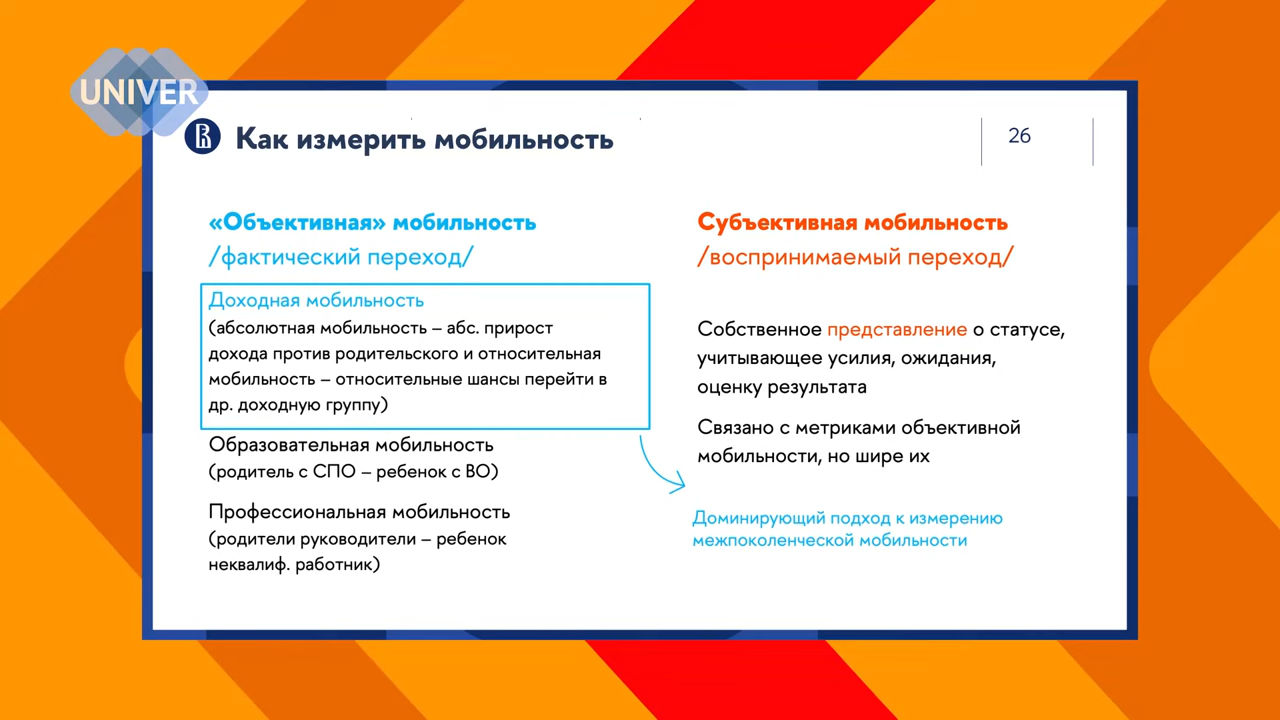 UNIVER
Как измерить мобильность
26
«Объективная» мобильность
/фактический переход/
Доходная мобильность
(абсолютная мобильность – абс. прирост
дохода против родительского и относительная
мобильность – относительные шансы перейти в
др. доходную группу)
Образовательная мобильность
(родитель с СПО – ребенок с ВО)
Профессиональная мобильность
(родители руководители – ребенок
неквалиф. работник)
Субъективная мобильность
/воспринимаемый переход/
Собственное представление о статусе,
учитывающее усилия, ожидания,
оценку результата
Связано с метриками объективной
мобильности, но шире их
Доминирующий подход к измерению
межпоколенческой мобильности